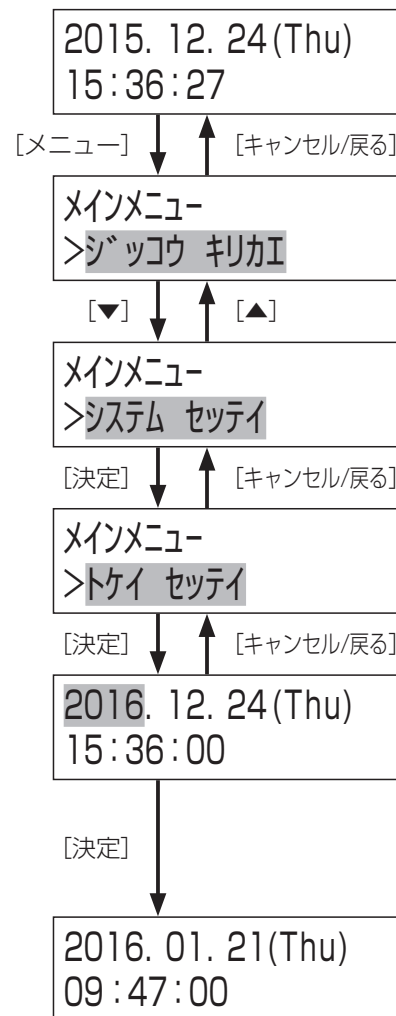 2015. 12. 24(Thu)
15:36:27
[メニュー] [キャンセル/戻る]
メインメニュー
>ジッコウ キリカエ
[▼] [▲]
メインメニュー
>システム セッテイ
[決定] [キャンセル/戻る]
メインメニュー
>トケイ セッテイ
[決定] [キャンセル/戻る]
2016. 12. 24(Thu)
15:36:00
[決定]
2016. 01. 21(Thu)
09:47:00